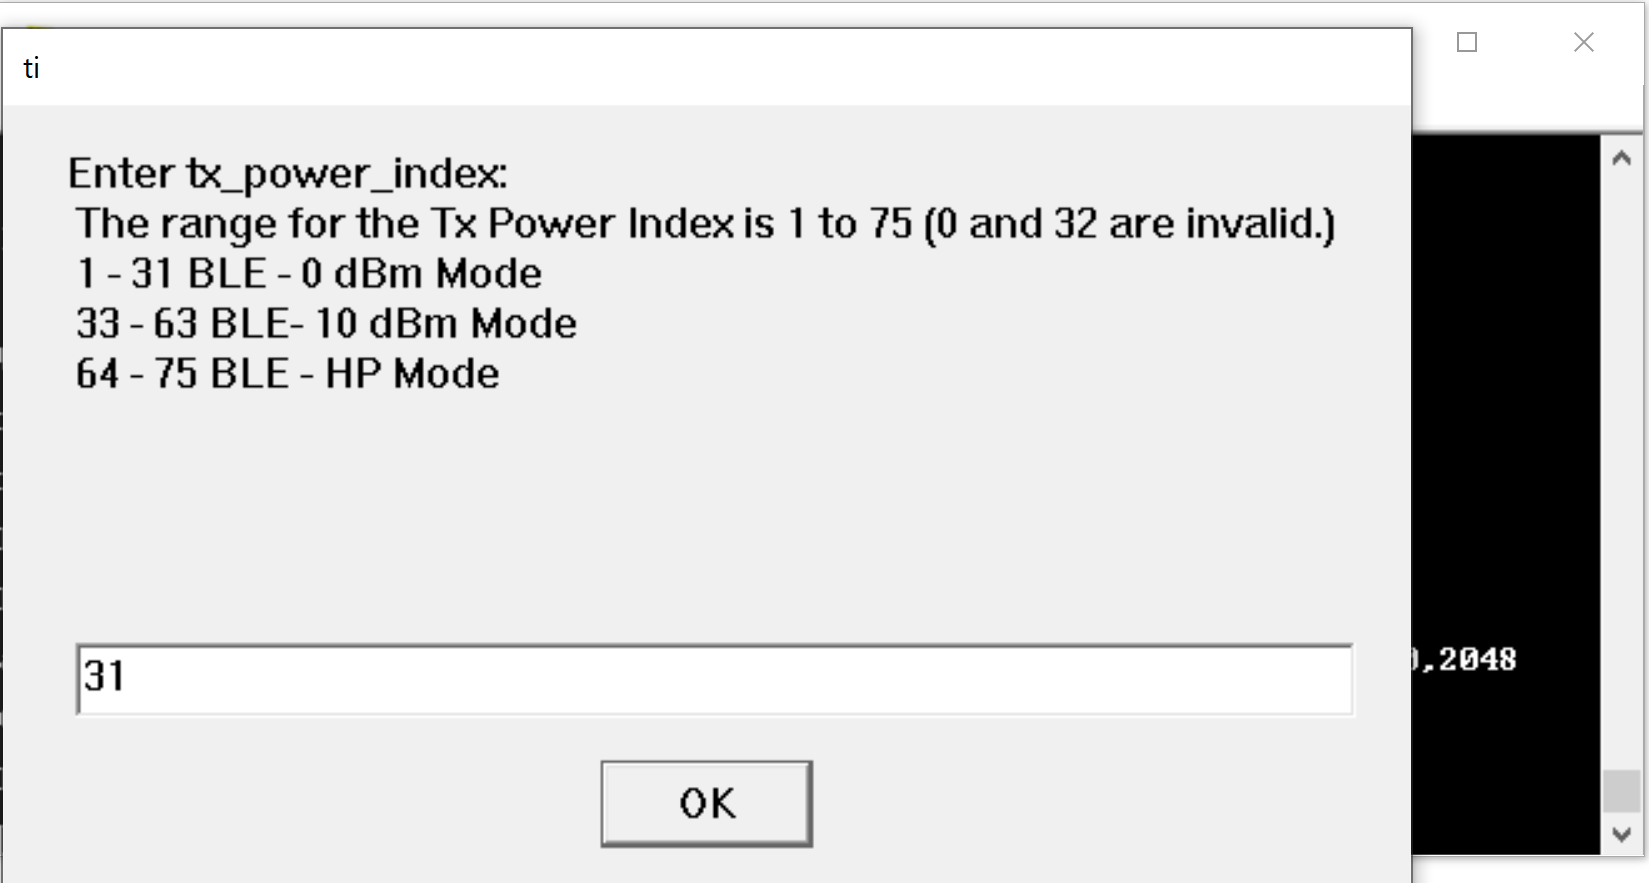 ti
Enter tx_power_index:
The range for the Tx Power Index is 1 to 75 (0 and 32 are invalid.)
1 - 31 BLE - 0 dBm Mode
33 - 63 BLE- 10 dBm Mode
64 - 75 BLE - HP Mode
31
,2048
OK